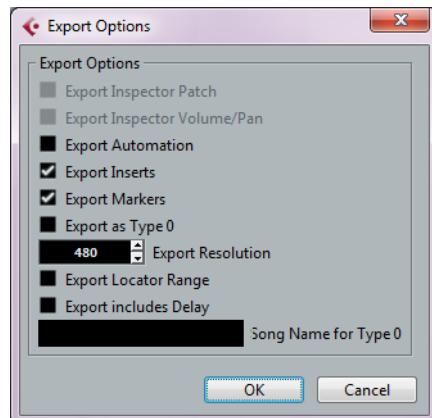 Export Options
Export Options
Export Inspector Patch
Export Inspector Volume/Pan
Export Automation
Export Inserts
Export Markers
Export as Type 0
480 Export Resolution
Export Locator Range
Export includes Delay
Song Name for Type 0
OK Cancel